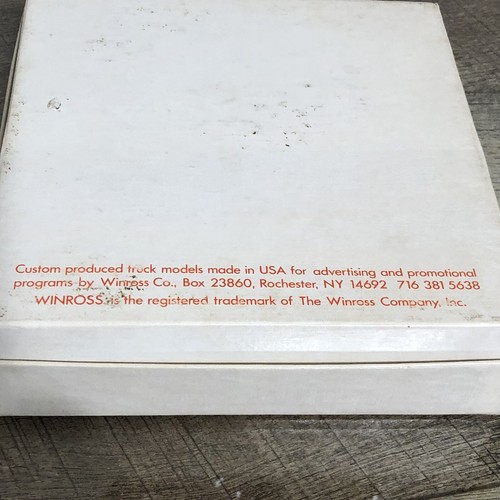 Custom produced truck models made in USA for advertising and promotional
programs by Winross Co., Box 23860, Rochester, NY 14692 716 381 5638
WINROSS is the registered trademark of The Winross Company, Inc.